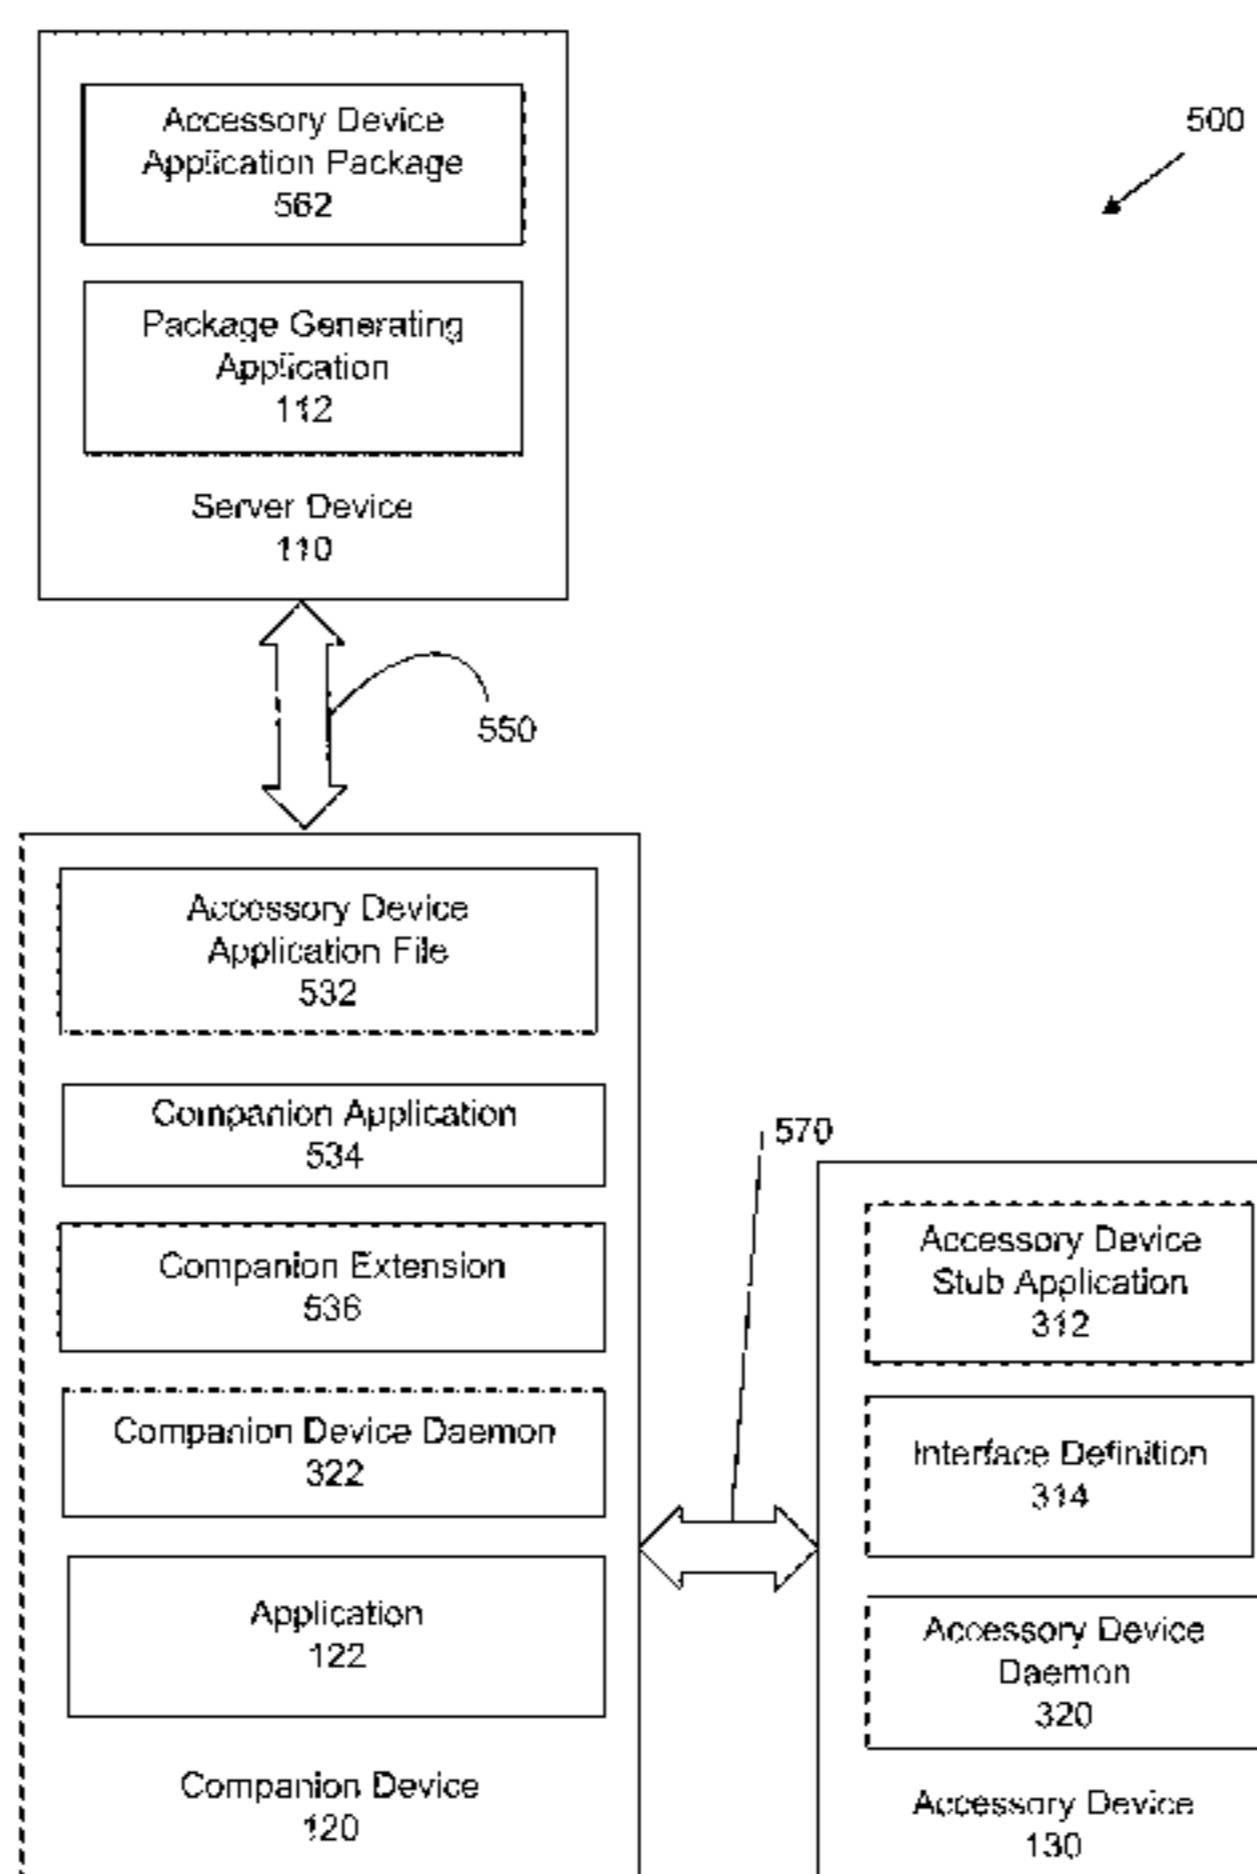 Accessory Device
Application Package
562
Package Generating
Application
112
Server Device
110
500
550
Accessory Device
Application File
532
Companion Application
534
Companion Extension
536
Companion Device Daemon
322
Application
122
Companion Device
120
570
Accessory Device
Stub Application
312
Interface Definition
314
Accessory Device
Daemon
320
Accessory Device
130